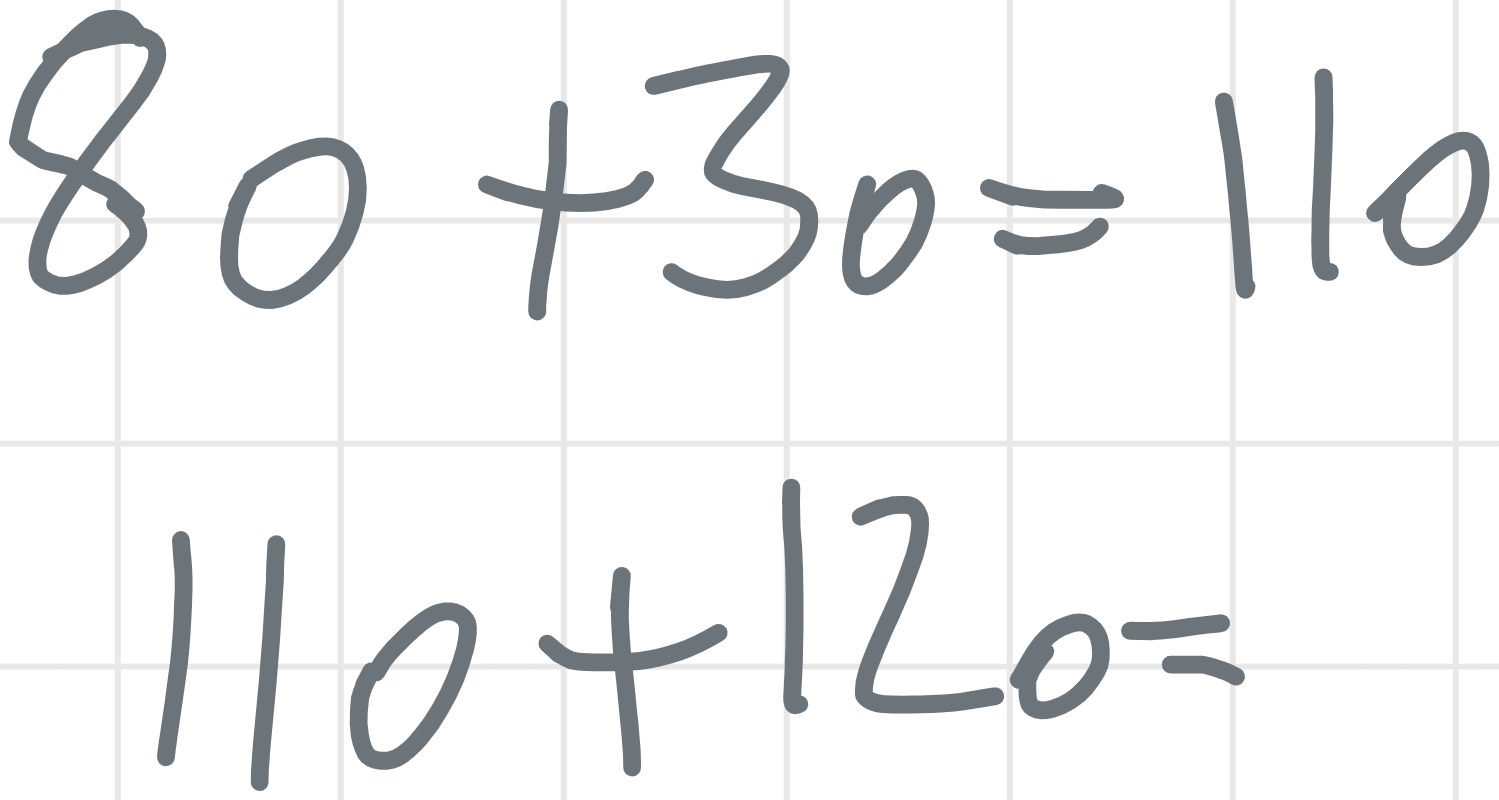 80 + 30 = 110
110 + 120 =